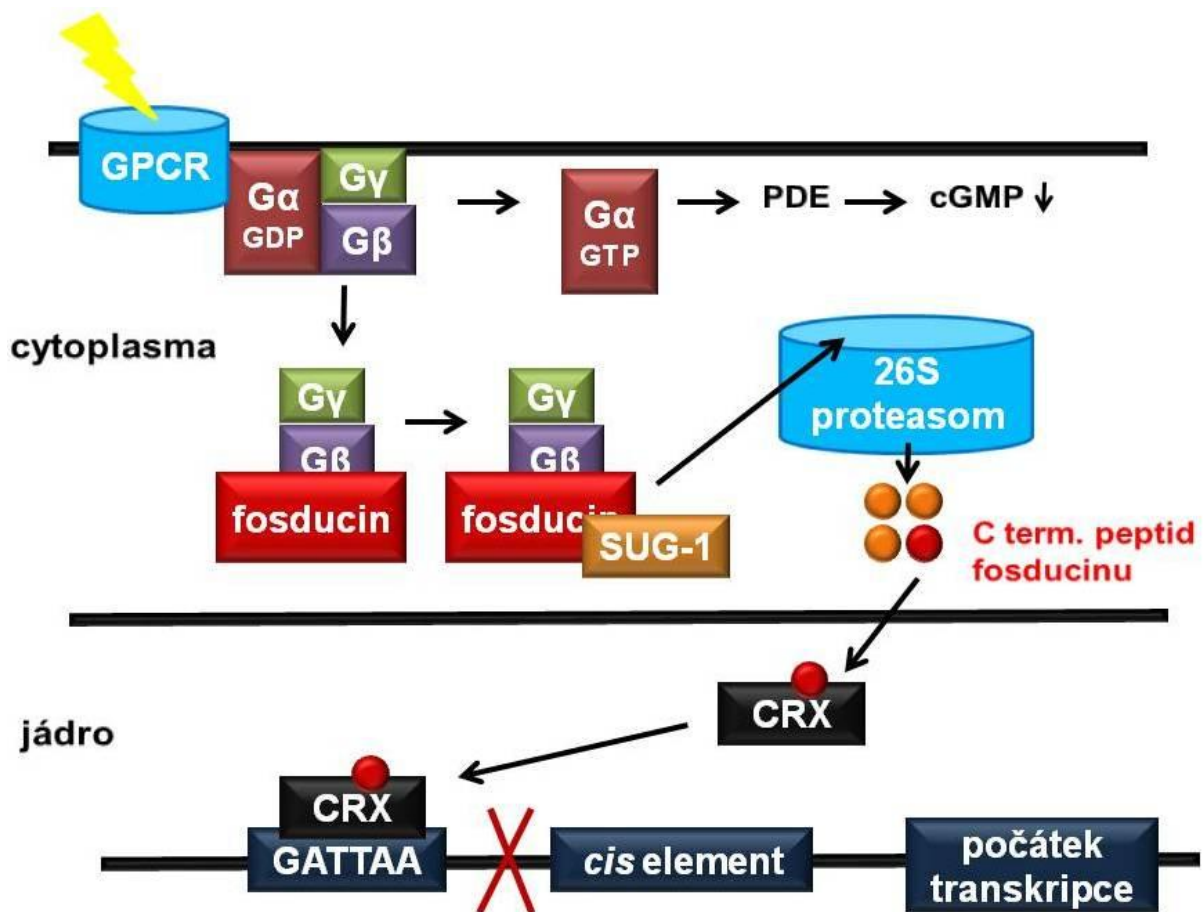 GPCR
Gα
GDP
Gγ
Gβ
Gα
GTP
PDE
cGMP ↓
cytoplasma
Gγ
Gβ
fosducin
Gγ
Gβ
fosducin
SUG-1
26S
proteasom
C term. peptid
fosducinu
jádro
CRX
CRX
GATTAA
cis element
počátek
transkripce